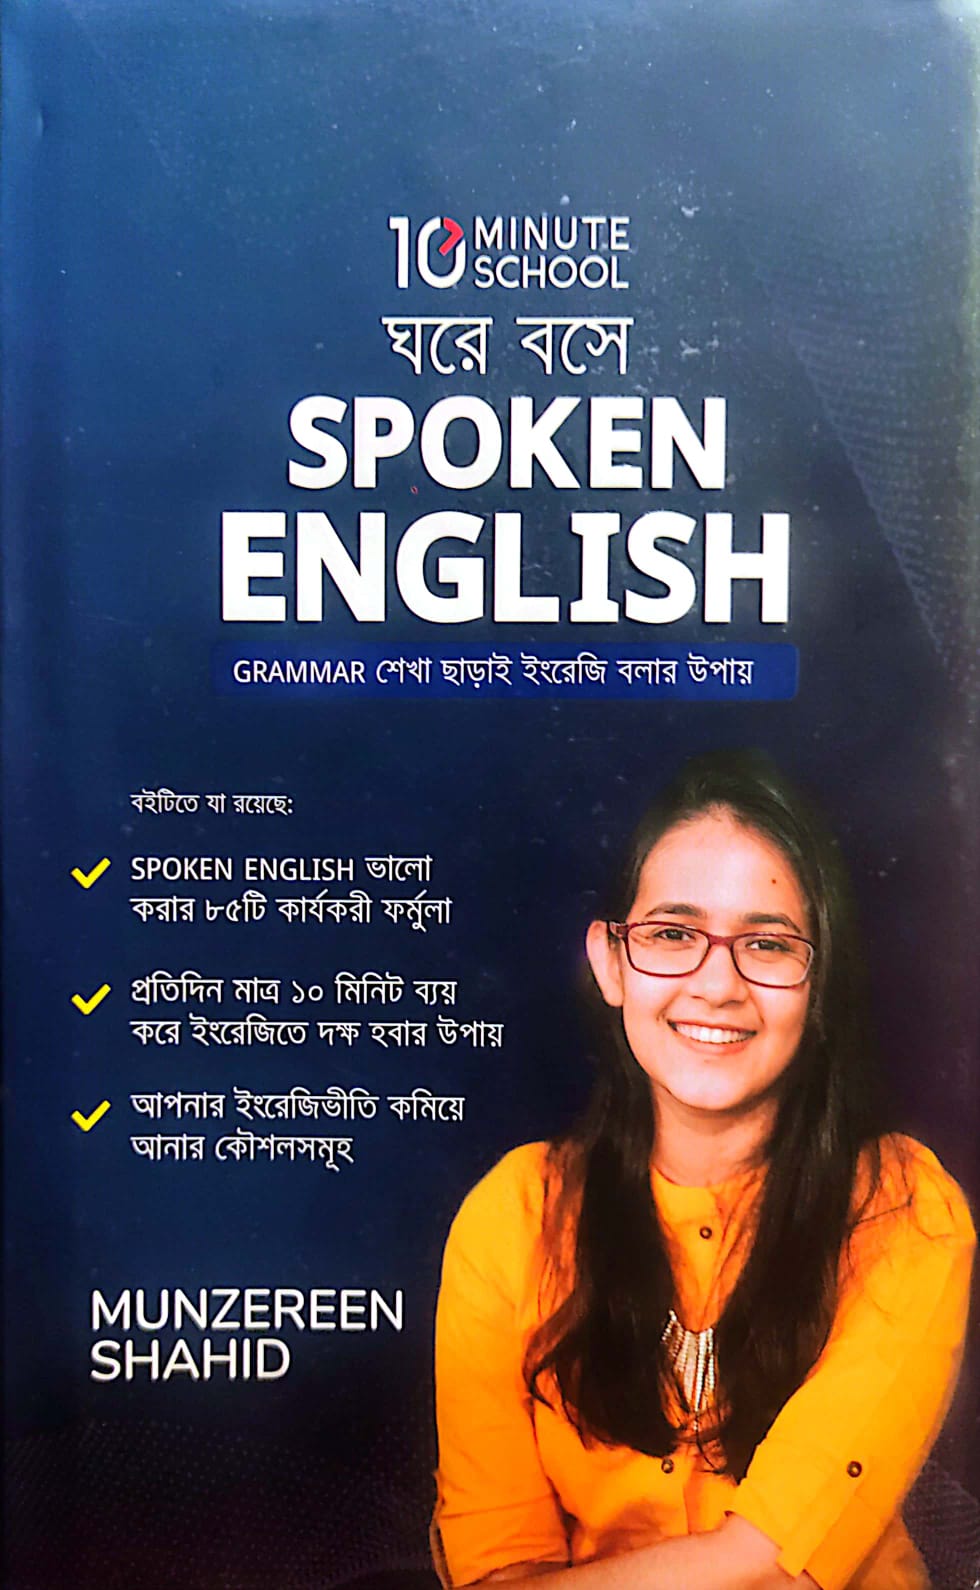 10 MINUTE
SCHOOL
ঘরে বসে
SPOKEN
ENGLISH
GRAMMAR শেখা ছাড়াই ইংরেজি বলার উপায়
বইটিতে যা রয়েছে:
SPOKEN ENGLISH ভালো
করার ৮৫টি কার্যকরী ফর্মুলা
প্রতিদিন মাত্র ১০ মিনিট ব্যয়
করে ইংরেজিতে দক্ষ হবার উপায়
আপনার ইংরেজিভীতি কমিয়ে
আনার কৌশলসমূহ
MUNZEREEN
SHAHID